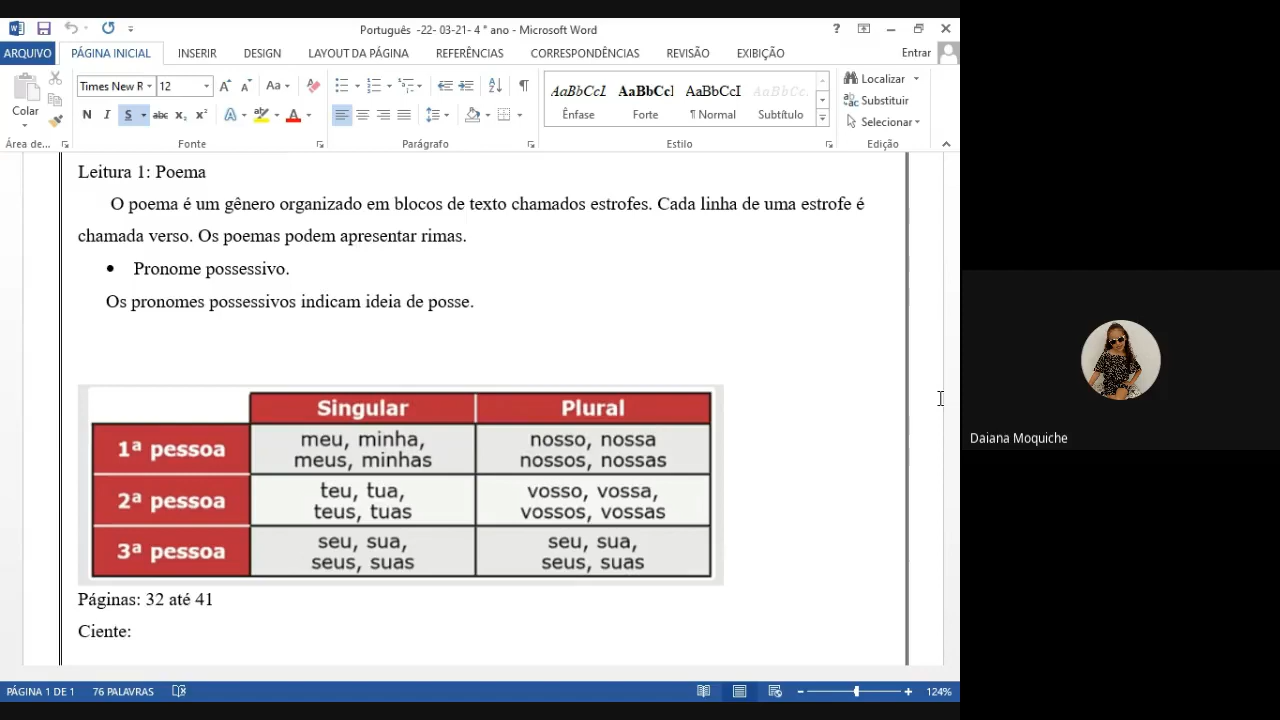 Português -22- 03-21- 4 º ano - Microsoft Word
ARQUIVO PÁGINA INICIAL INSERIR DESIGN LAYOUT DA PÁGINA REFERÊNCIAS CORRESPONDÊNCIAS REVISÃO EXIBIÇÃO Entrar
Colar
Área de...
Times New R 12
Aa
N I S abc x₂ x²
Fonte
Parágrafo
AaBbCcI AaBbCcl AaBbCcI AaBbCc.
Ênfase Forte ¶ Normal Subtítulo
Estilo
Localizar
Substituir
Selecionar
Edição
Leitura 1: Poema
O poema é um gênero organizado em blocos de texto chamados estrofes. Cada linha de uma estrofe é
chamada verso. Os poemas podem apresentar rimas.
• Pronome possessivo.
Os pronomes possessivos indicam ideia de posse.
Singular Plural
1ª pessoa
meu, minha,
meus, minhas
nosso, nossa
nossos, nossas
2ª pessoa
teu, tua,
teus, tuas
vosso, vossa,
vossos, vossas
3ª pessoa
seu, sua,
seus, suas
seu, sua,
seus, suas
Páginas: 32 até 41
Ciente:
PÁGINA 1 DE 1 76 PALAVRAS 124%
Daiana Moquiche